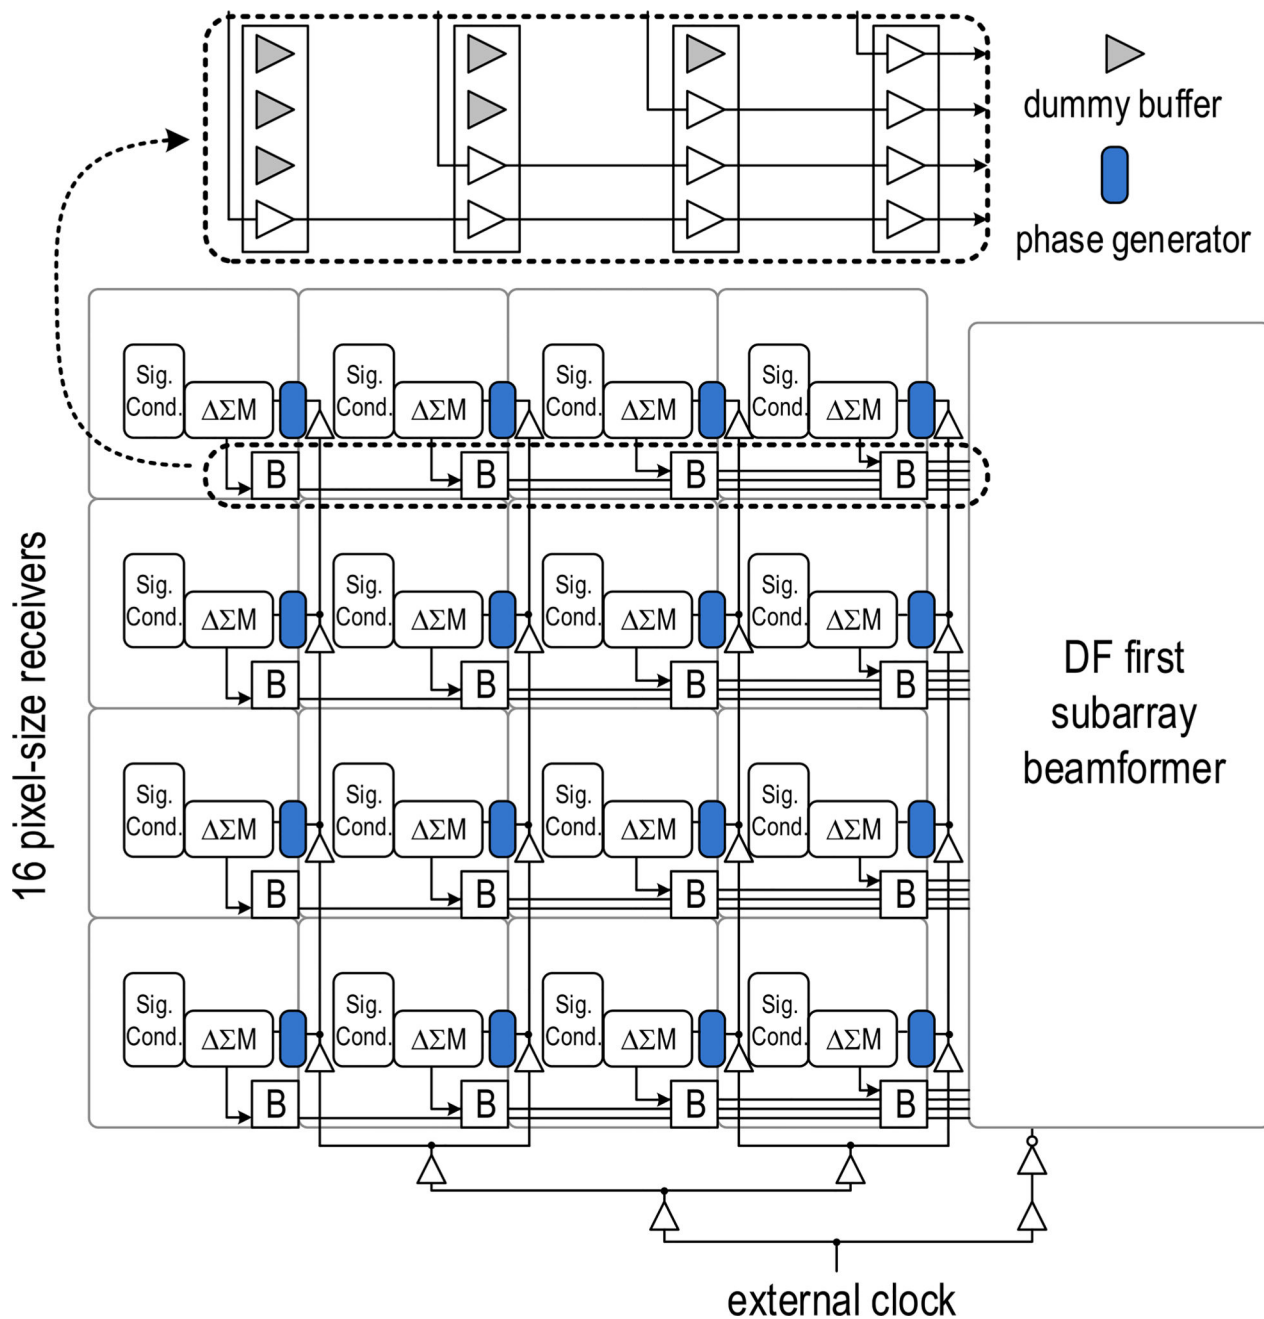 dummy buffer
phase generator
Sig.
Cond.
ΔΣM
B
Sig.
Cond.
ΔΣM
B
Sig.
Cond.
ΔΣM
B
Sig.
Cond.
ΔΣM
B
16 pixel-size receivers
Sig.
Cond.
ΔΣM
B
Sig.
Cond.
ΔΣM
B
Sig.
Cond.
ΔΣM
B
Sig.
Cond.
ΔΣM
B
DF first
subarray
beamformer
Sig.
Cond.
ΔΣM
B
Sig.
Cond.
ΔΣM
B
Sig.
Cond.
ΔΣM
B
Sig.
Cond.
ΔΣM
B
Sig.
Cond.
ΔΣM
B
Sig.
Cond.
ΔΣM
B
Sig.
Cond.
ΔΣM
B
Sig.
Cond.
ΔΣM
B
external clock